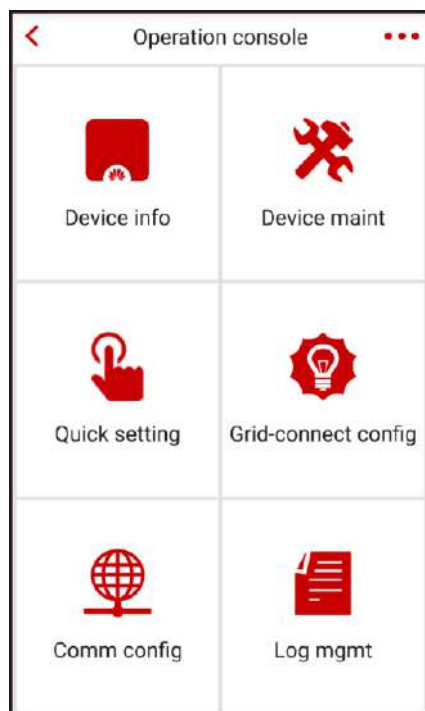 Operation console
Device info
Device maint
Quick setting
Grid-connect config
Comm config
Log mgmt